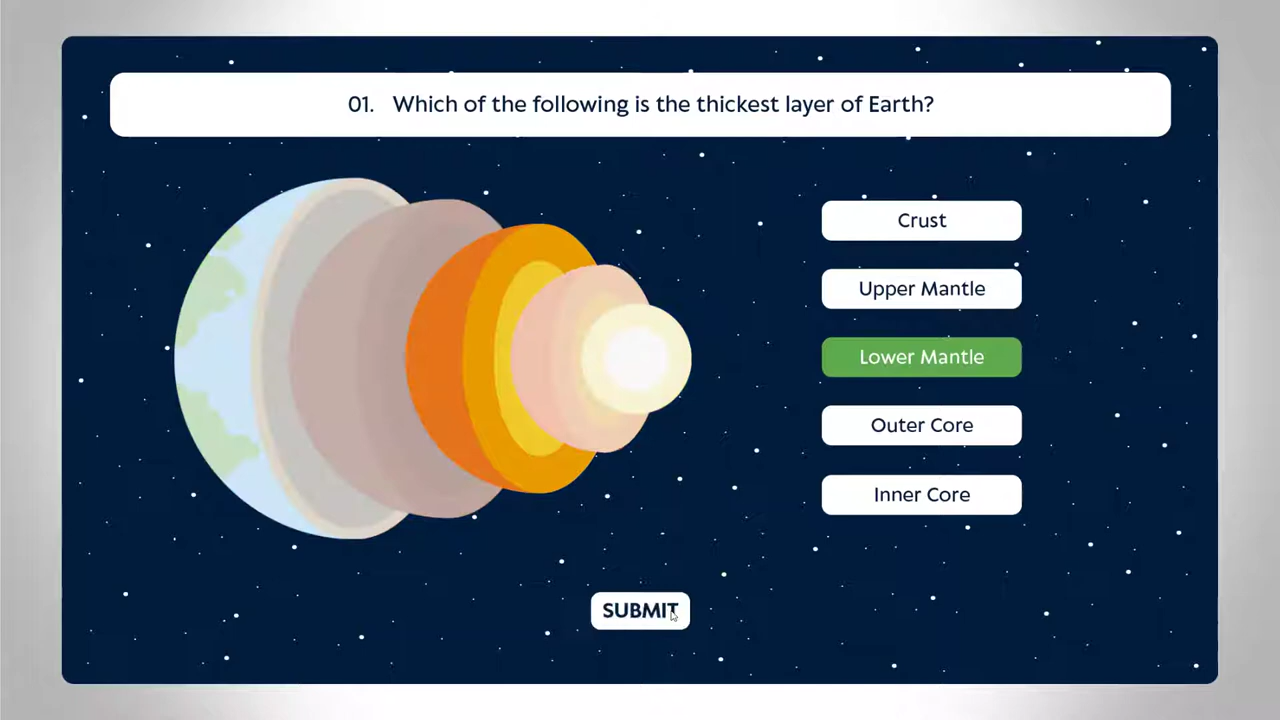 01. Which of the following is the thickest layer of Earth?
Crust
Upper Mantle
Lower Mantle
Outer Core
Inner Core
SUBMIT